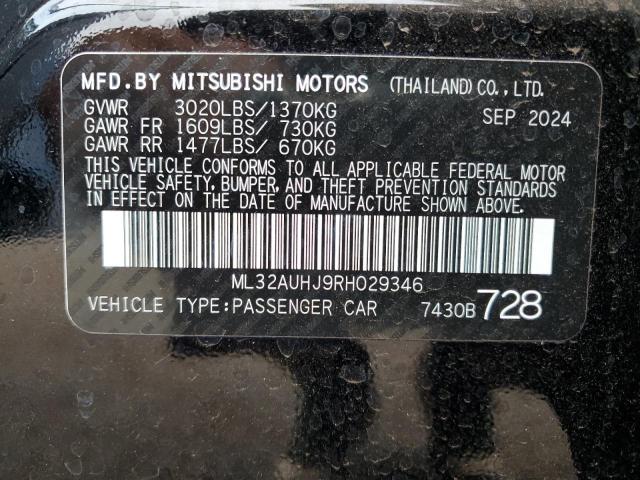 MFD.BY MITSUBISHI MOTORS (THAILAND) CO., LTD.
GVWR 3020LBS/1370KG SEP 2024
GAWR FR 1609LBS/ 730KG
GAWR RR 1477LBS/ 670KG
THIS VEHICLE CONFORMS TO ALL APPLICABLE FEDERAL MOTOR
VEHICLE SAFETY, BUMPER, AND THEFT PREVENTION STANDARDS
IN EFFECT ON THE DATE OF MANUFACTURE SHOWN ABOVE.
ML32AUHJ9RH029346
VEHICLE TYPE:PASSENGER CAR 7430B 728